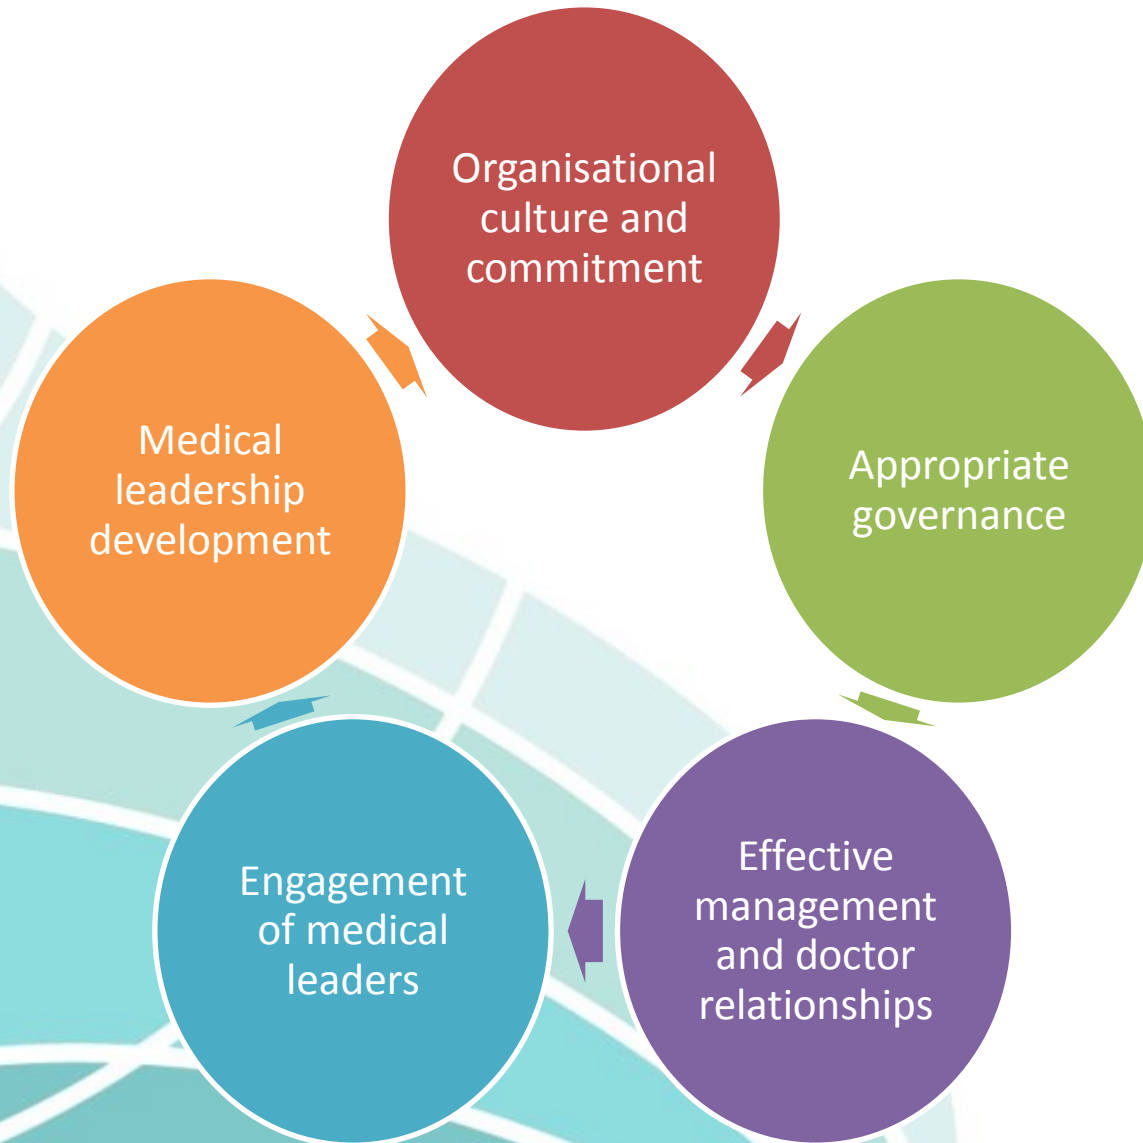 Organisational
culture and
commitment
Appropriate
governance
Effective
management
and doctor
relationships
Engagement
of medical
leaders
Medical
leadership
development